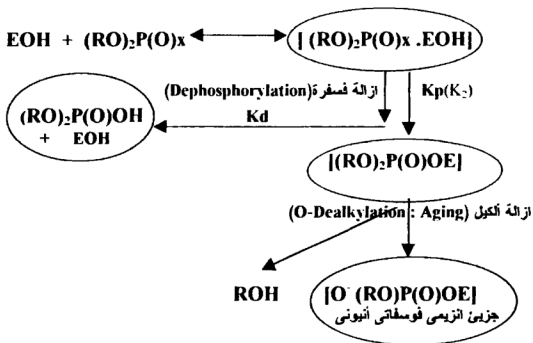 EOH + (RO)₂P(O)x [ (RO)₂P(O)x .EOH]
(Dephosphorylation) ازالة فسفرة Kp(K₂)
(RO)₂P(O)OH
+ EOH
Kd
[(RO)₂P(O)OE]
(O-Dealkylation : Aging) ازالة ألكيل
ROH
[O⁻ (RO)P(O)OE]
جزيئ انزيمى فوسفاتى أنيونى